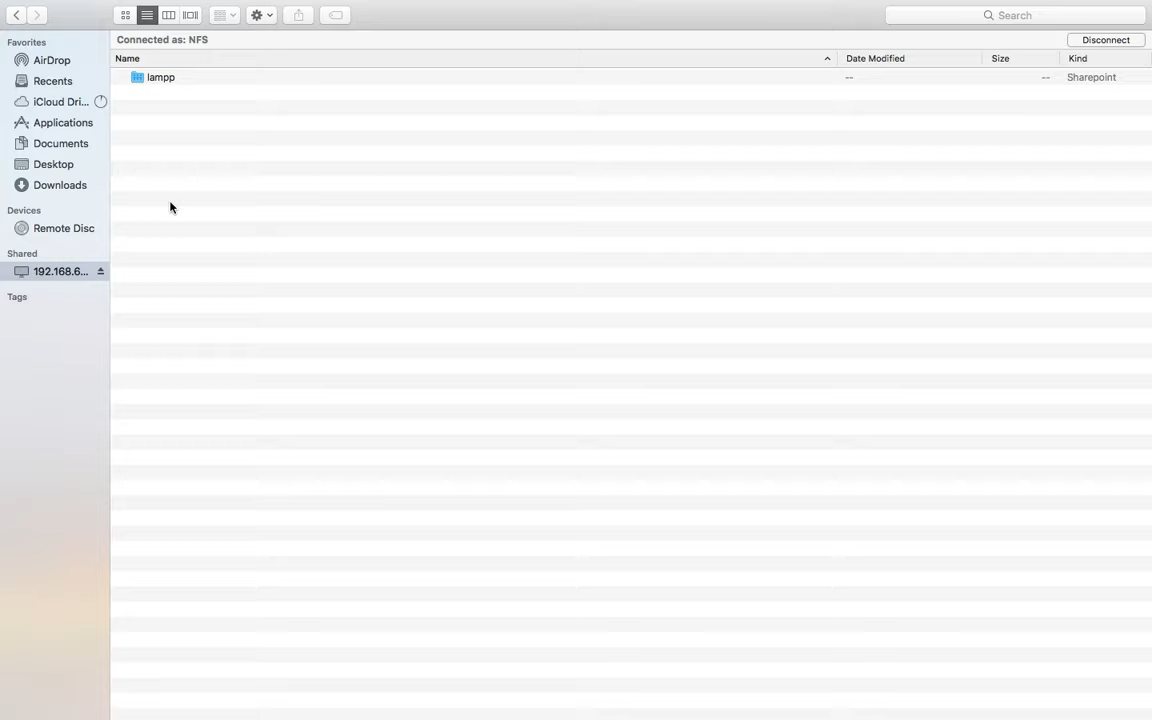 Search
Favorites
AirDrop
Recents
iCloud Dri...
Applications
Documents
Desktop
Downloads
Devices
Remote Disc
Shared
192.168.6...
Tags
Connected as: NFS
Disconnect
Name Date Modified Size Kind
lampp -- -- Sharepoint